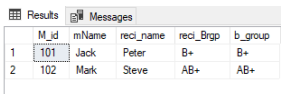 Results Messages
M_id mName reci_name reci_Brgp b_group
1 101 Jack Peter B+ B+
2 102 Mark Steve AB+ AB+